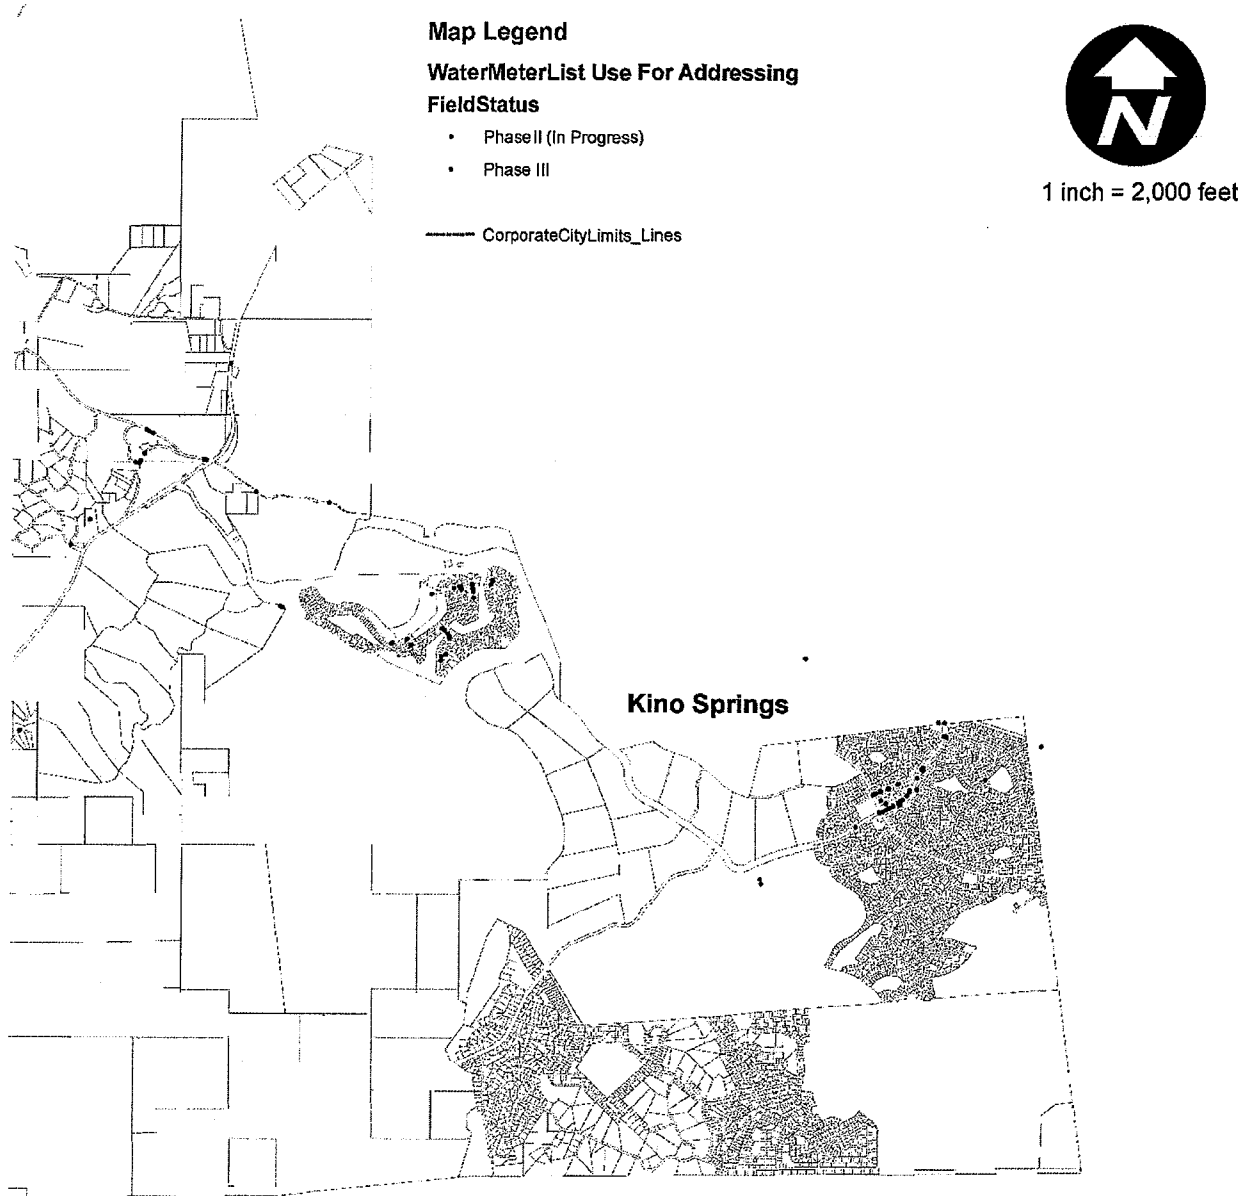 Map Legend
WaterMeterList Use For Addressing
FieldStatus
Phase II (In Progress)
Phase III
CorporateCityLimits_Lines
N
1 inch = 2,000 feet
Kino Springs